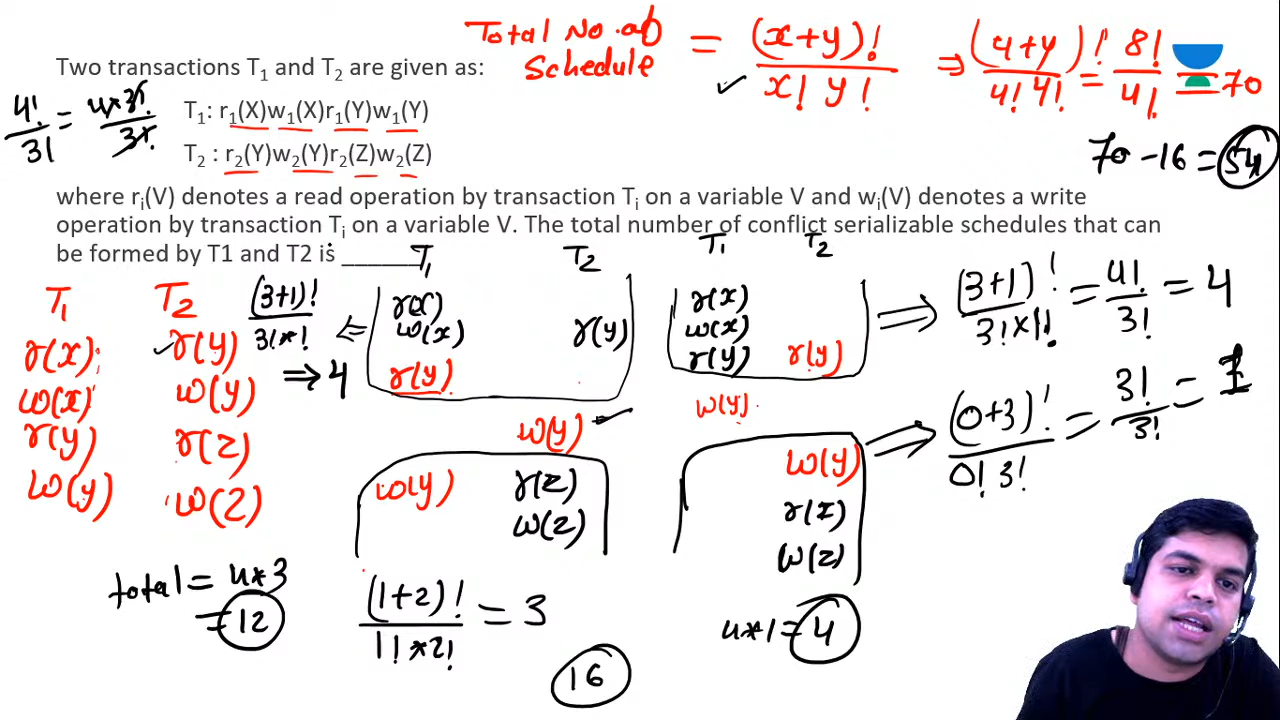 Total No. of Schedule = (x+y)! / x! y! ⇒ (4+4)! / 4! 4! = 8! / 4! = 70
70 - 16 = 54
Two transactions T1 and T2 are given as:
4! / 3! = 4*3! / 3!
T1: r1(X)w1(X)r1(Y)w1(Y)
T2 : r2(Y)w2(Y)r2(Z)w2(Z)
where ri(V) denotes a read operation by transaction Ti on a variable V and wi(V) denotes a write
operation by transaction Ti on a variable V. The total number of conflict serializable schedules that can
be formed by T1 and T2 is ______
T1 T2
r(x) r(y)
w(x) w(y)
r(y) r(z)
w(y) w(z)
total = 4*3
= 12
(3+1)! / 3!*1!
⇒ 4
T1 T2
r(x)
w(x) r(y)
r(y)
w(y)
w(y) r(z)
w(z)
(1+2)! / 1!*2! = 3
16
T1 T2
r(x)
w(x)
r(y) r(y)
w(y)
w(y)
r(z)
w(z)
4*1 = 4
⇒ (3+1)! / 3!×1! = 4! / 3! = 4
⇒ (0+3)! / 0! 3! = 3! / 3! = 1